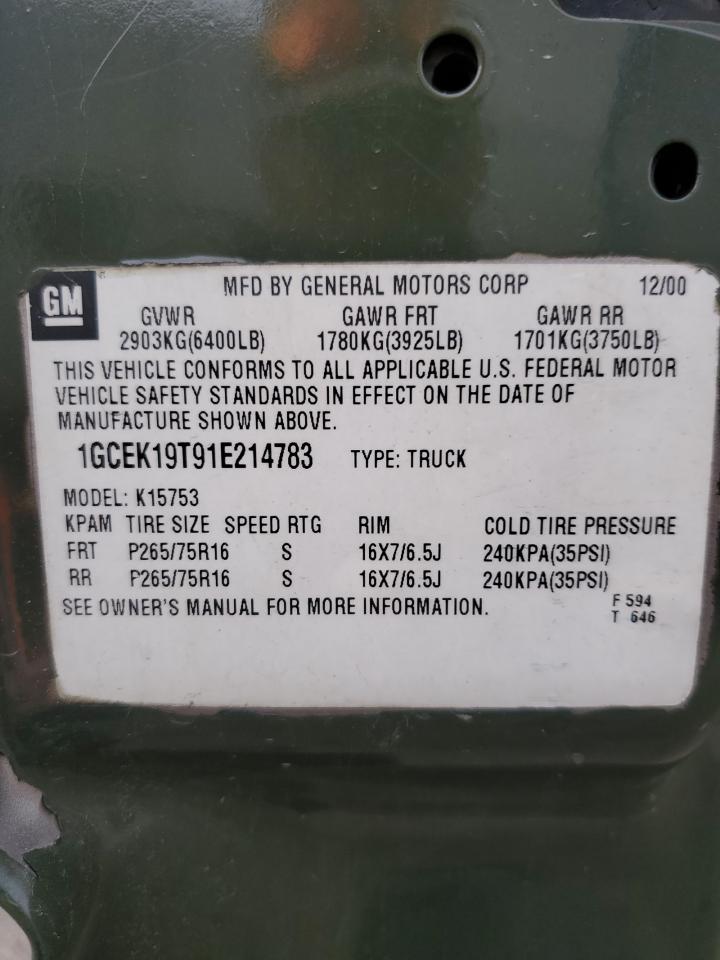 GM
MFD BY GENERAL MOTORS CORP 12/00
GVWR GAWR FRT GAWR RR
2903KG(6400LB) 1780KG(3925LB) 1701KG(3750LB)
THIS VEHICLE CONFORMS TO ALL APPLICABLE U.S. FEDERAL MOTOR
VEHICLE SAFETY STANDARDS IN EFFECT ON THE DATE OF
MANUFACTURE SHOWN ABOVE.
1GCEK19T91E214783 TYPE: TRUCK
MODEL: K15753
KPAM TIRE SIZE SPEED RTG RIM COLD TIRE PRESSURE
FRT P265/75R16 S 16X7/6.5J 240KPA(35PSI)
RR P265/75R16 S 16X7/6.5J 240KPA(35PSI)
SEE OWNER'S MANUAL FOR MORE INFORMATION. F 594
T 646